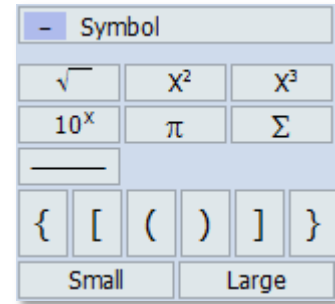 – Symbol
√ X² X³
10ˣ π Σ
{ [ ( ) ] }
Small Large